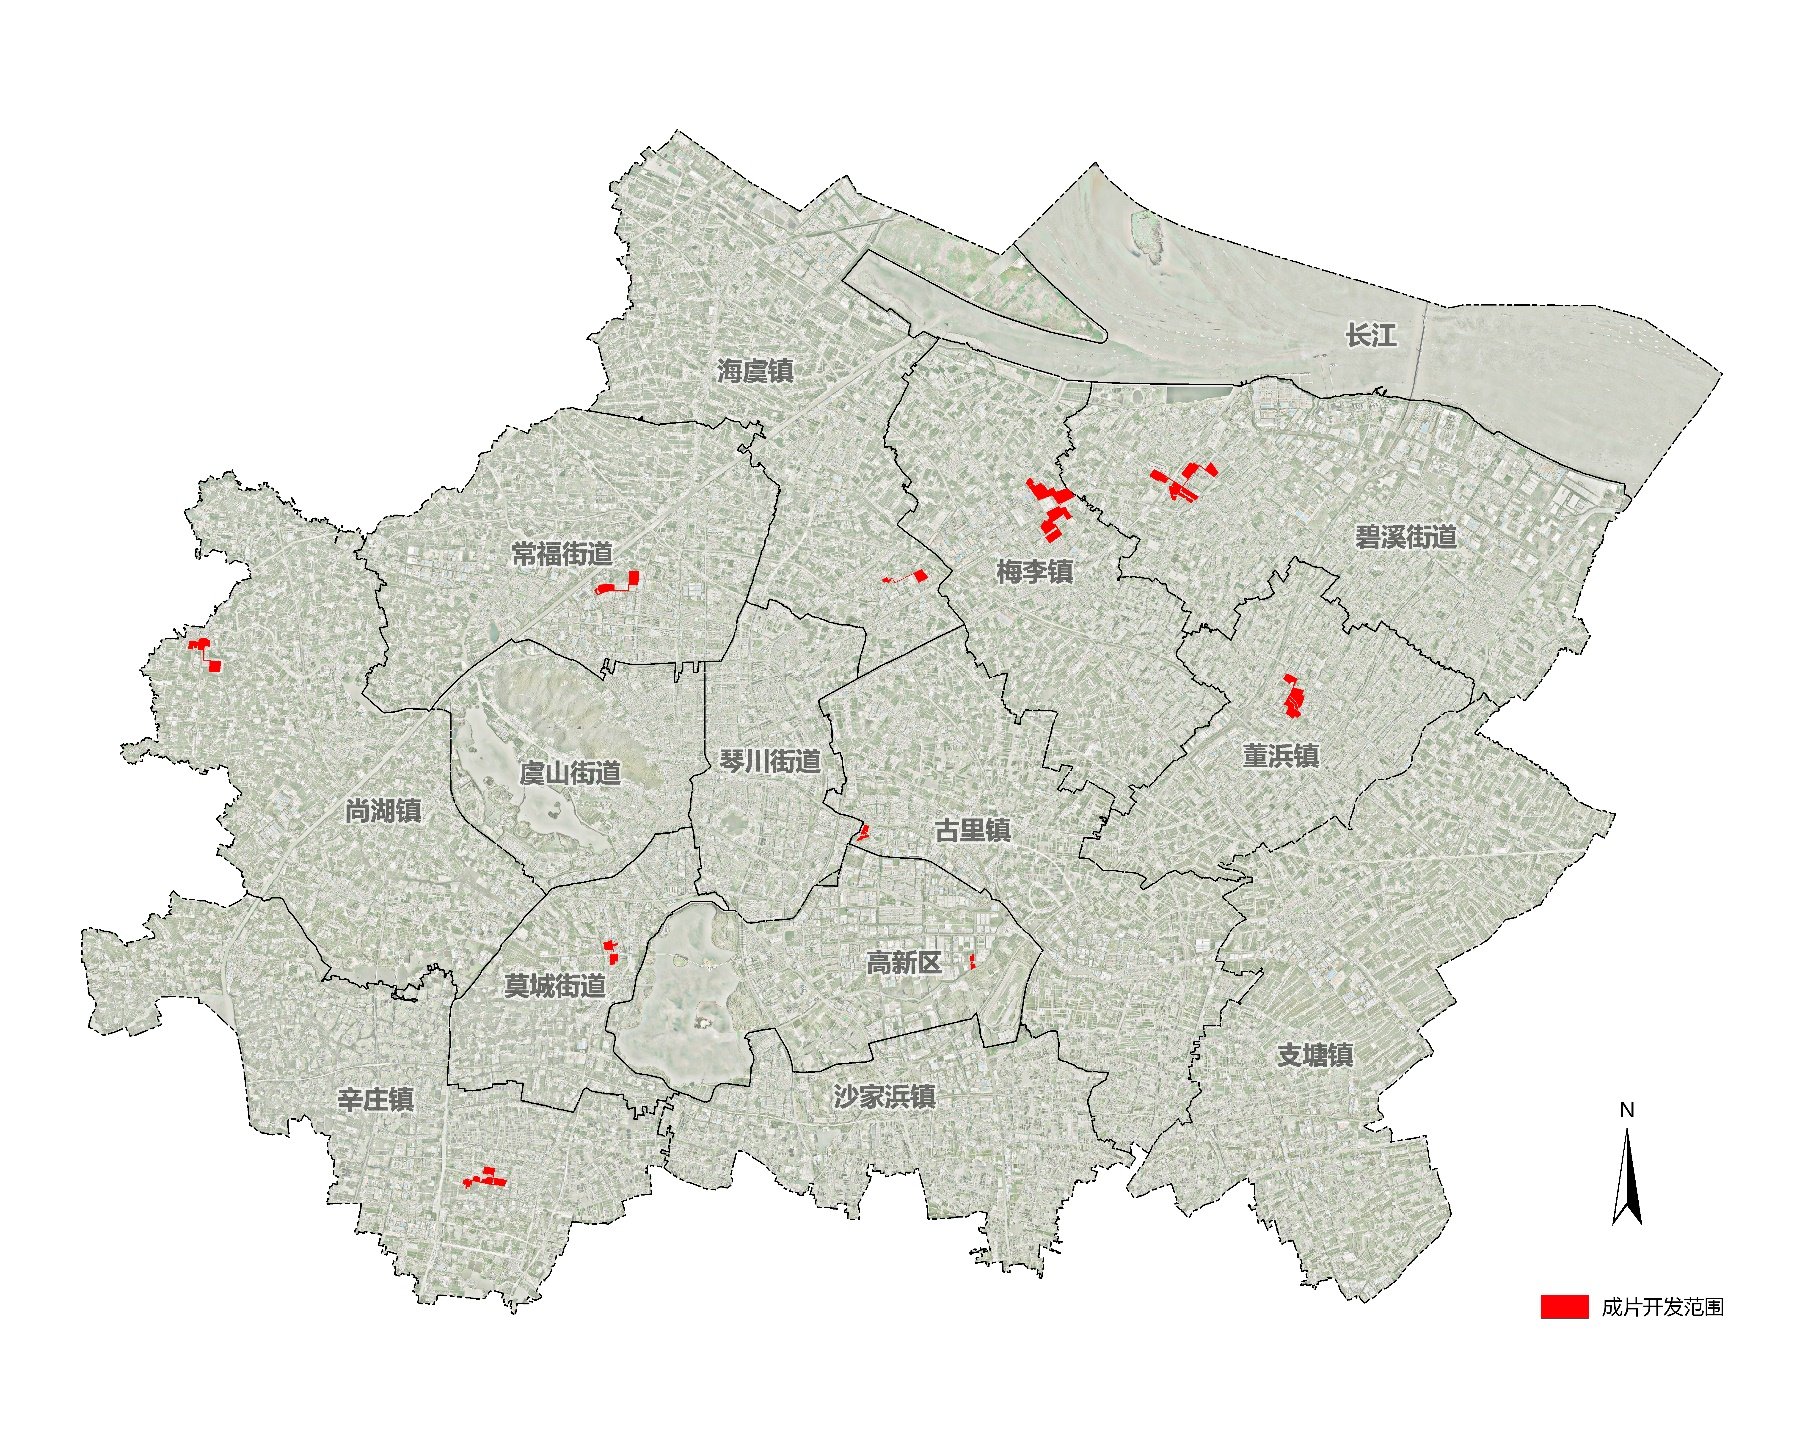 长江
海虞镇
碧溪街道
常福街道
梅李镇
董浜镇
琴川街道
虞山街道
尚湖镇
古里镇
高新区
莫城街道
支塘镇
沙家浜镇
辛庄镇
N
成片开发范围